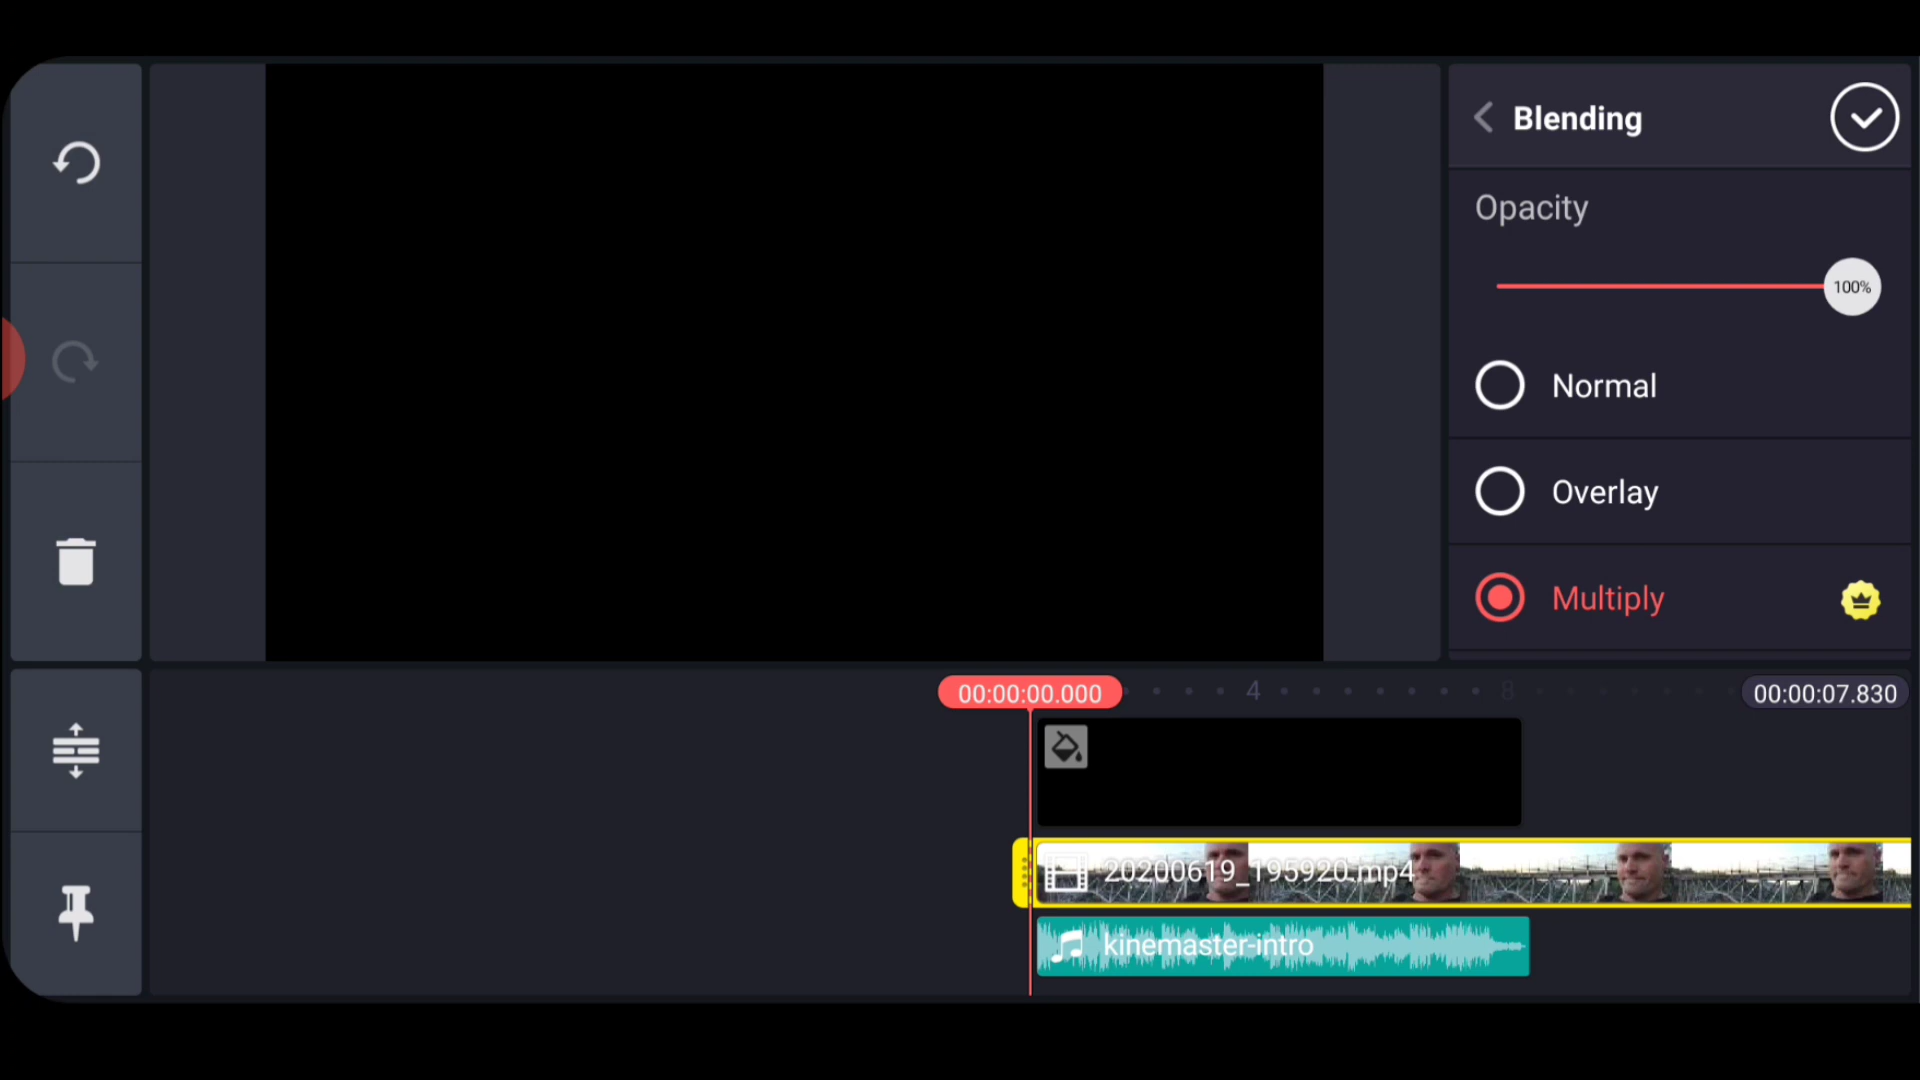 Blending
Opacity
100%
Normal
Overlay
Multiply
00:00:00.000
4
8
00:00:07.830
20200619_195920.mp4
kinemaster-intro